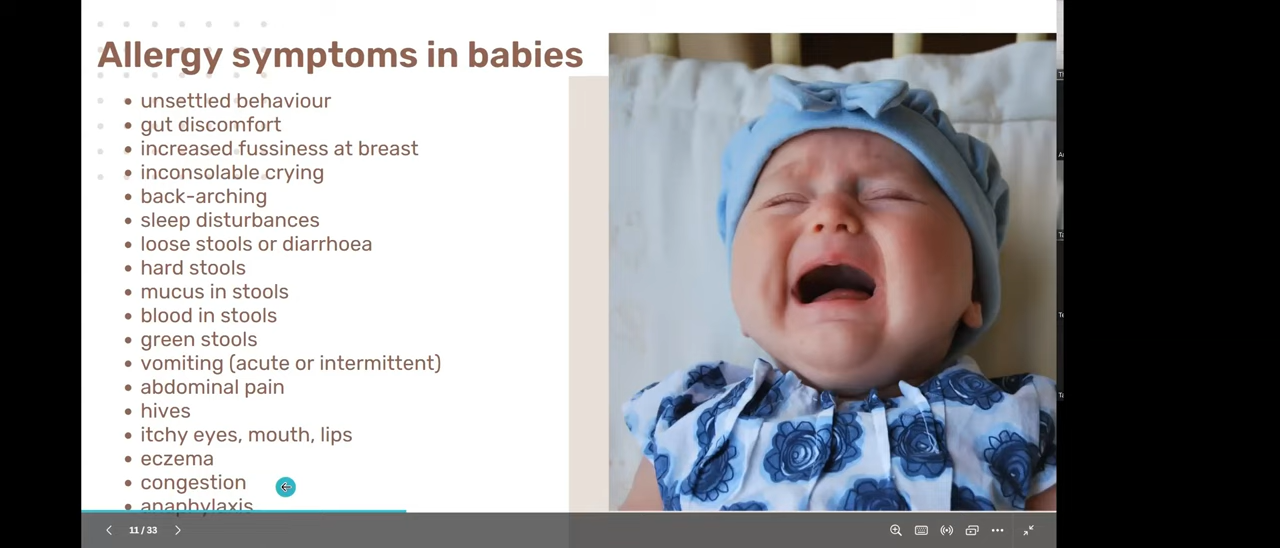 Allergy symptoms in babies
• unsettled behaviour
• gut discomfort
• increased fussiness at breast
• inconsolable crying
• back-arching
• sleep disturbances
• loose stools or diarrhoea
• hard stools
• mucus in stools
• blood in stools
• green stools
• vomiting (acute or intermittent)
• abdominal pain
• hives
• itchy eyes, mouth, lips
• eczema
• congestion
• anaphylaxis
11 / 33